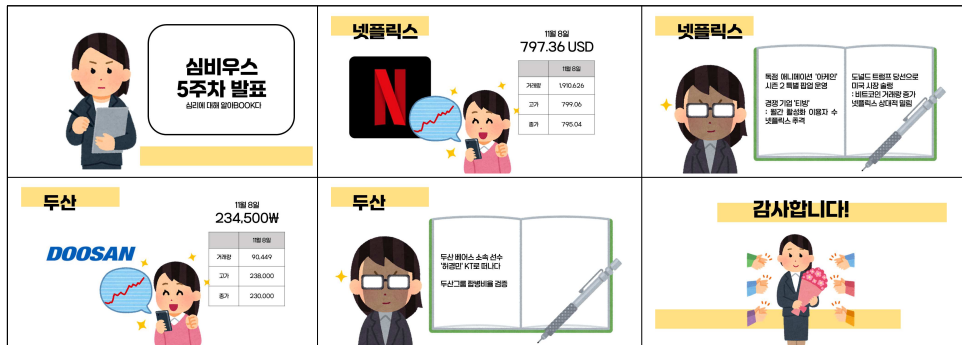 심비우스
5주차 발표
심리에 대해 알아BOOK다
넷플릭스
11월 8일
797.36 USD
11월 8일
거래량 1,910,626
고가 799.06
종가 795.04
N
넷플릭스
독점 애니메이션 '아케인'
시즌 2 특별 팝업 운영
경쟁 기업 '티빙'
: 월간 활성화 이용자 수
넷플릭스 추격
도널드 트럼프 당선으로
미국 시장 출렁
: 비트코인 거래량 증가
넷플릭스 상대적 밀림
두산
11월 8일
234,500₩
DOOSAN
11월 8일
거래량 90,449
고가 238,000
종가 230,000
두산
두산 베어스 소속 선수
'허경민' KT로 떠나다
두산그룹 합병비율 검증
감사합니다!